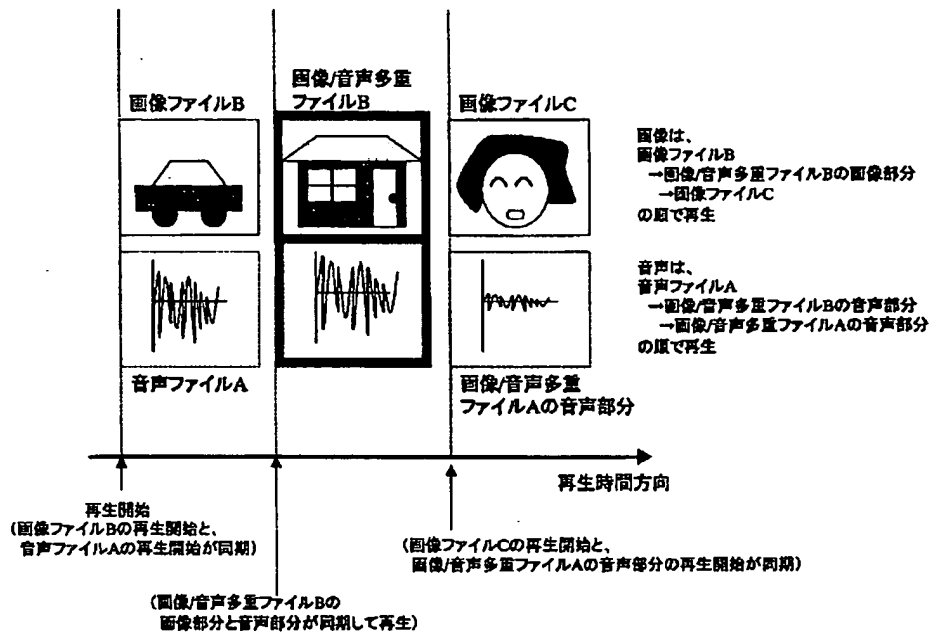 画像ファイルB
画像/音声多重
ファイルB
画像ファイルC
画像は、
画像ファイルB
→画像/音声多重ファイルBの画像部分
→画像ファイルC
の順で再生
音声は、
音声ファイルA
→画像/音声多重ファイルBの音声部分
→画像/音声多重ファイルAの音声部分
の順で再生
音声ファイルA
画像/音声多重
ファイルAの音声部分
再生時間方向
再生開始
(画像ファイルBの再生開始と、
音声ファイルAの再生開始が同期)
(画像ファイルCの再生開始と、
画像/音声多重ファイルAの音声部分の再生開始が同期)
(画像/音声多重ファイルBの
画像部分と音声部分が同期して再生)